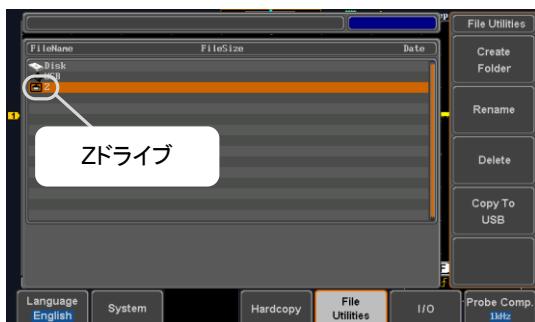 File Utilities
FileName FileSize Date
Disk
USB
Z
Zドライブ
Create
Folder
Rename
Delete
Copy To
USB
Language
English
System
Hardcopy
File
Utilities
I/O
Probe Comp.
1kHz